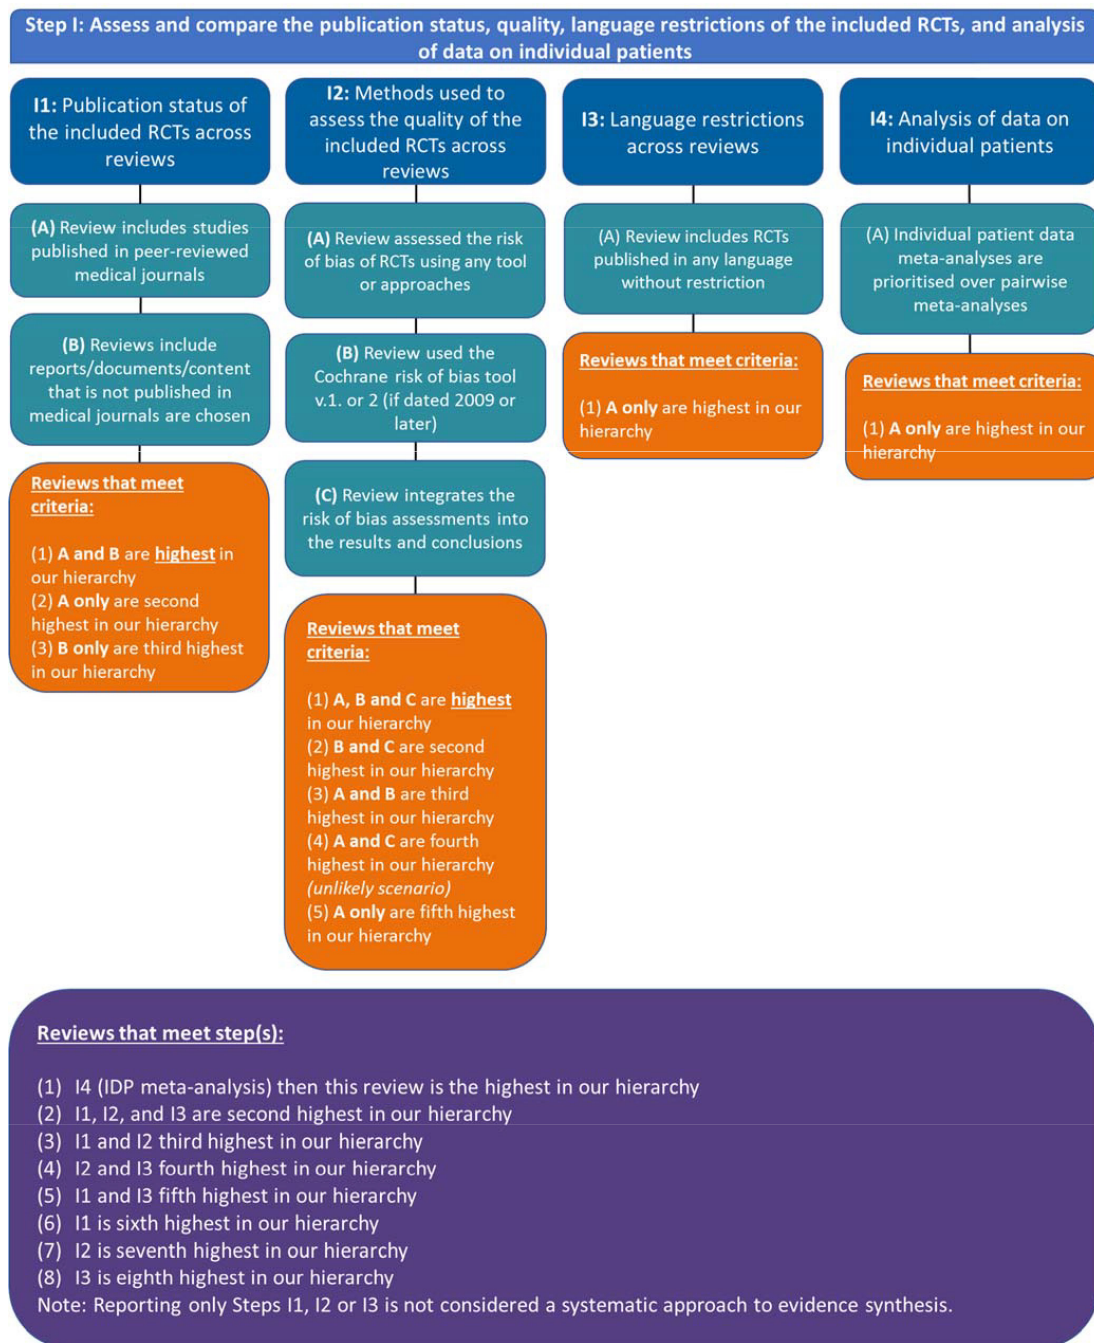 Step I: Assess and compare the publication status, quality, language restrictions of the included RCTs, and analysis
of data on individual patients
I1: Publication status of
the included RCTs across
reviews
(A) Review includes studies
published in peer-reviewed
medical journals
(B) Reviews include
reports/documents/content
that is not published in
medical journals are chosen
Reviews that meet
criteria:
(1) A and B are highest in
our hierarchy
(2) A only are second
highest in our hierarchy
(3) B only are third highest
in our hierarchy
I2: Methods used to
assess the quality of the
included RCTs across
reviews
(A) Review assessed the risk
of bias of RCTs using any tool
or approaches
(B) Review used the
Cochrane risk of bias tool
v.1. or 2 (if dated 2009 or
later)
(C) Review integrates the
risk of bias assessments into
the results and conclusions
Reviews that meet
criteria:
(1) A, B and C are highest
in our hierarchy
(2) B and C are second
highest in our hierarchy
(3) A and B are third
highest in our hierarchy
(4) A and C are fourth
highest in our hierarchy
(unlikely scenario)
(5) A only are fifth highest
in our hierarchy
I3: Language restrictions
across reviews
(A) Review includes RCTs
published in any language
without restriction
Reviews that meet criteria:
(1) A only are highest in our
hierarchy
I4: Analysis of data on
individual patients
(A) Individual patient data
meta-analyses are
prioritised over pairwise
meta-analyses
Reviews that meet criteria:
(1) A only are highest in our
hierarchy
Reviews that meet step(s):
(1) I4 (IDP meta-analysis) then this review is the highest in our hierarchy
(2) I1, I2, and I3 are second highest in our hierarchy
(3) I1 and I2 third highest in our hierarchy
(4) I2 and I3 fourth highest in our hierarchy
(5) I1 and I3 fifth highest in our hierarchy
(6) I1 is sixth highest in our hierarchy
(7) I2 is seventh highest in our hierarchy
(8) I3 is eighth highest in our hierarchy
Note: Reporting only Steps I1, I2 or I3 is not considered a systematic approach to evidence synthesis.